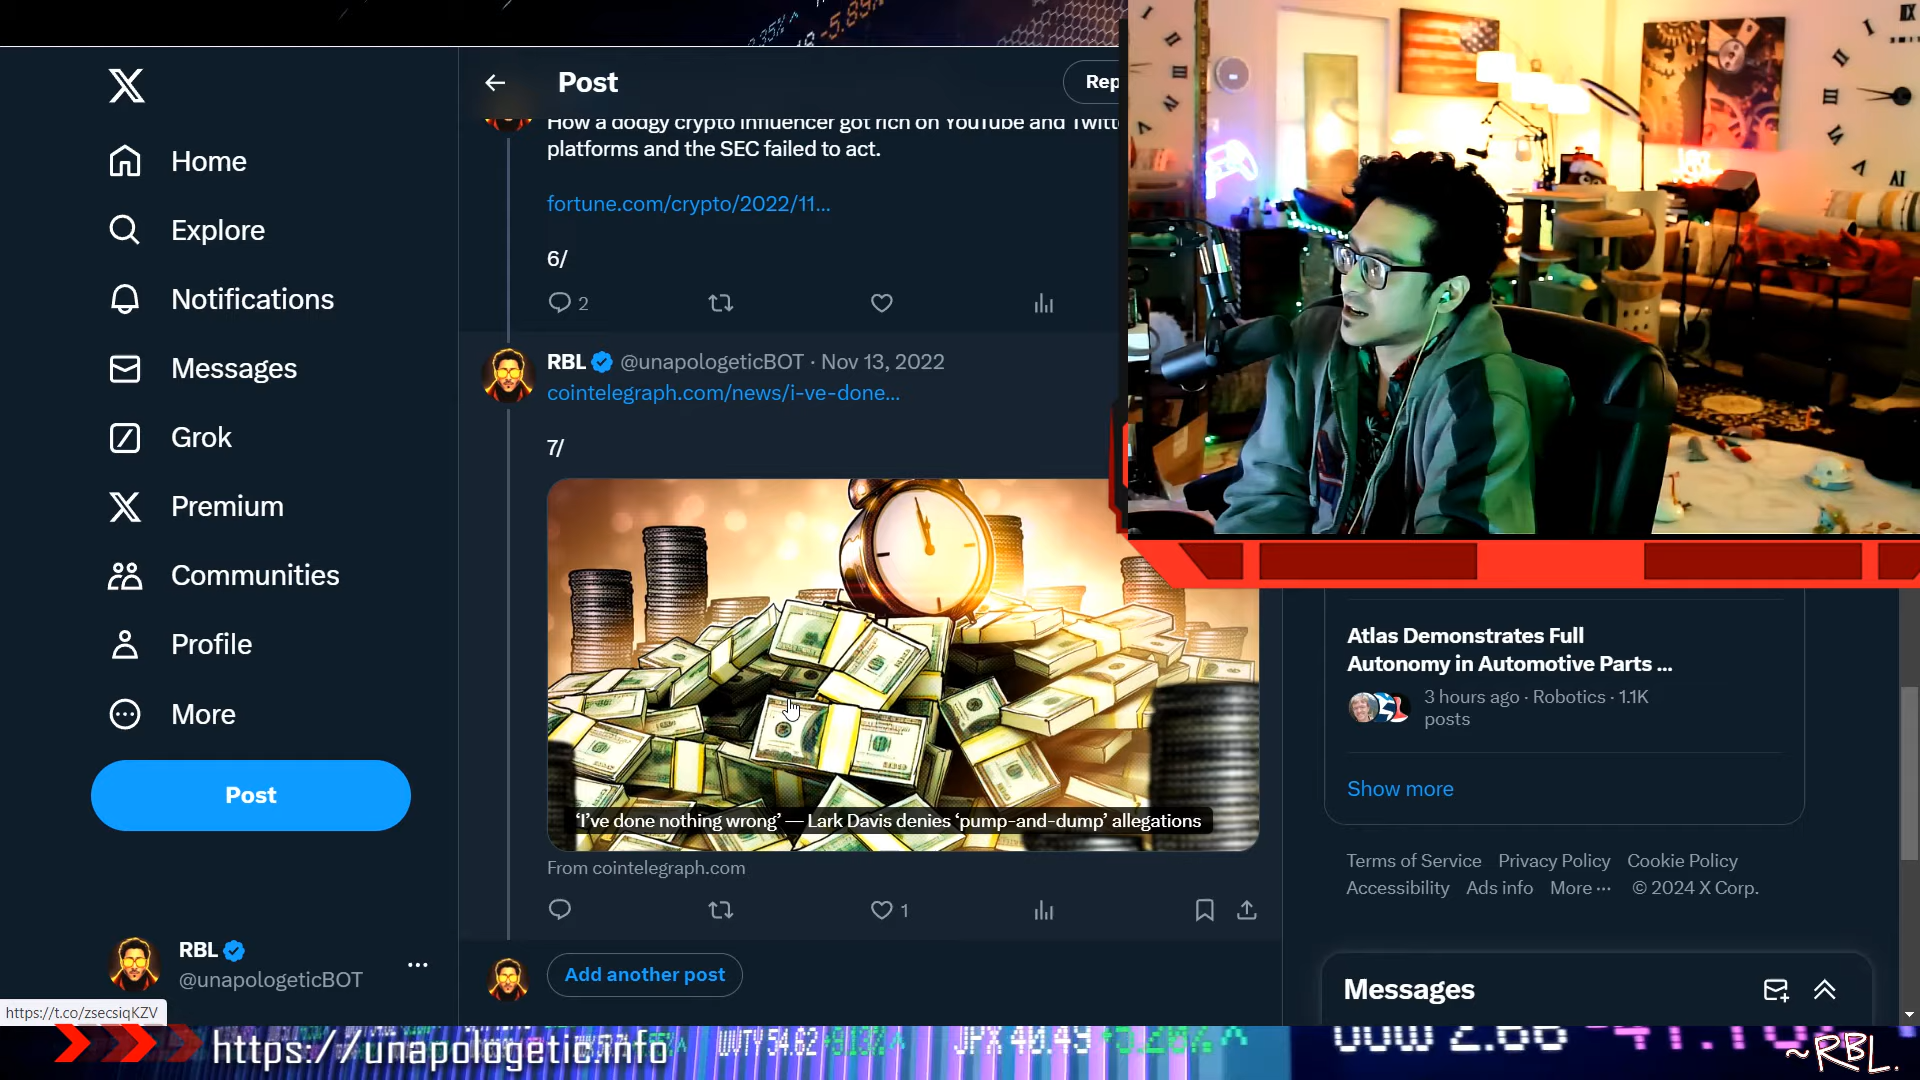 Post
Rep
How a dodgy crypto influencer got rich on YouTube and
platforms and the SEC failed to act.
fortune.com/crypto/2022/11...
6/
2
RBL @unapologeticBOT · Nov 13, 2022
cointelegraph.com/news/i-ve-done...
7/
'I've done nothing wrong' — Lark Davis denies 'pump-and-dump' allegations
From cointelegraph.com
1
Add another post
Home
Explore
Notifications
Messages
Grok
Premium
Communities
Profile
More
Post
RBL
@unapologeticBOT
https://t.co/zsecsiqKZV
Atlas Demonstrates Full
Autonomy in Automotive Parts ...
3 hours ago · Robotics · 1.1K
posts
Show more
Terms of Service Privacy Policy Cookie Policy
Accessibility Ads info More ··· © 2024 X Corp.
Messages
https://unapologetic.info
~RBL.